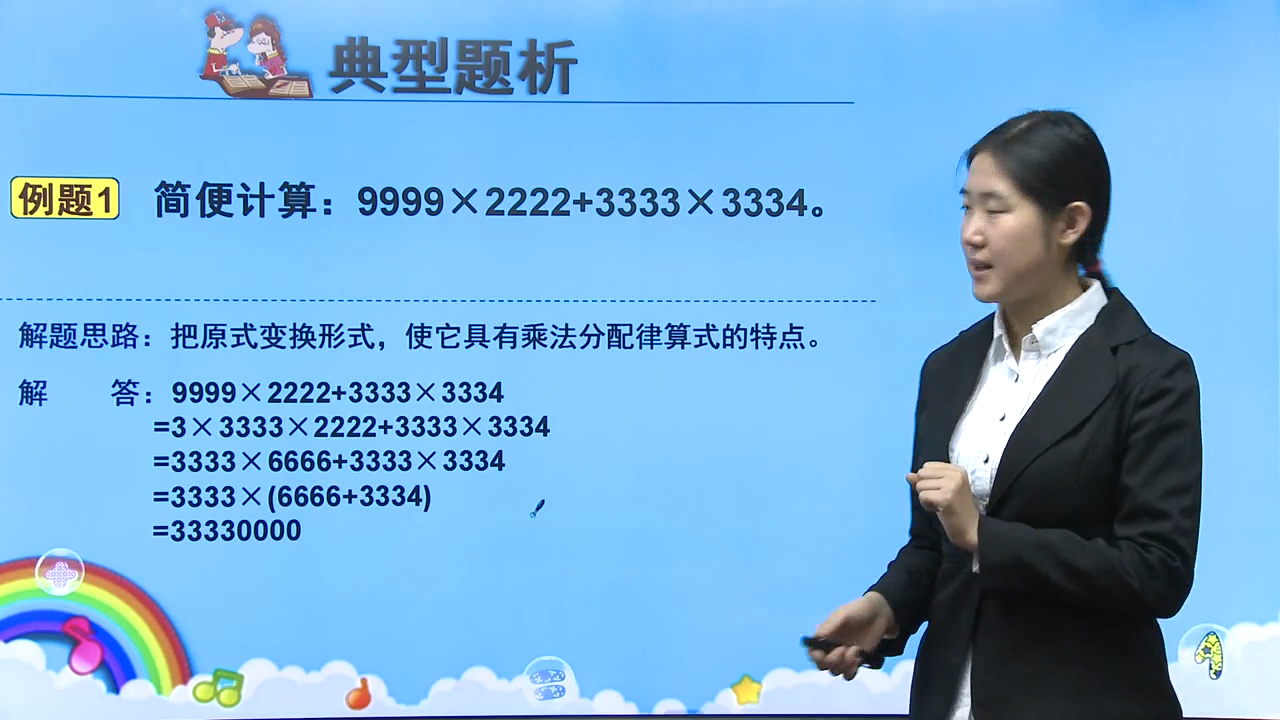 典型题析
例题1 简便计算：9999×2222+3333×3334。
解题思路：把原式变换形式，使它具有乘法分配律算式的特点。
解 答：9999×2222+3333×3334
=3×3333×2222+3333×3334
=3333×6666+3333×3334
=3333×(6666+3334)
=33330000